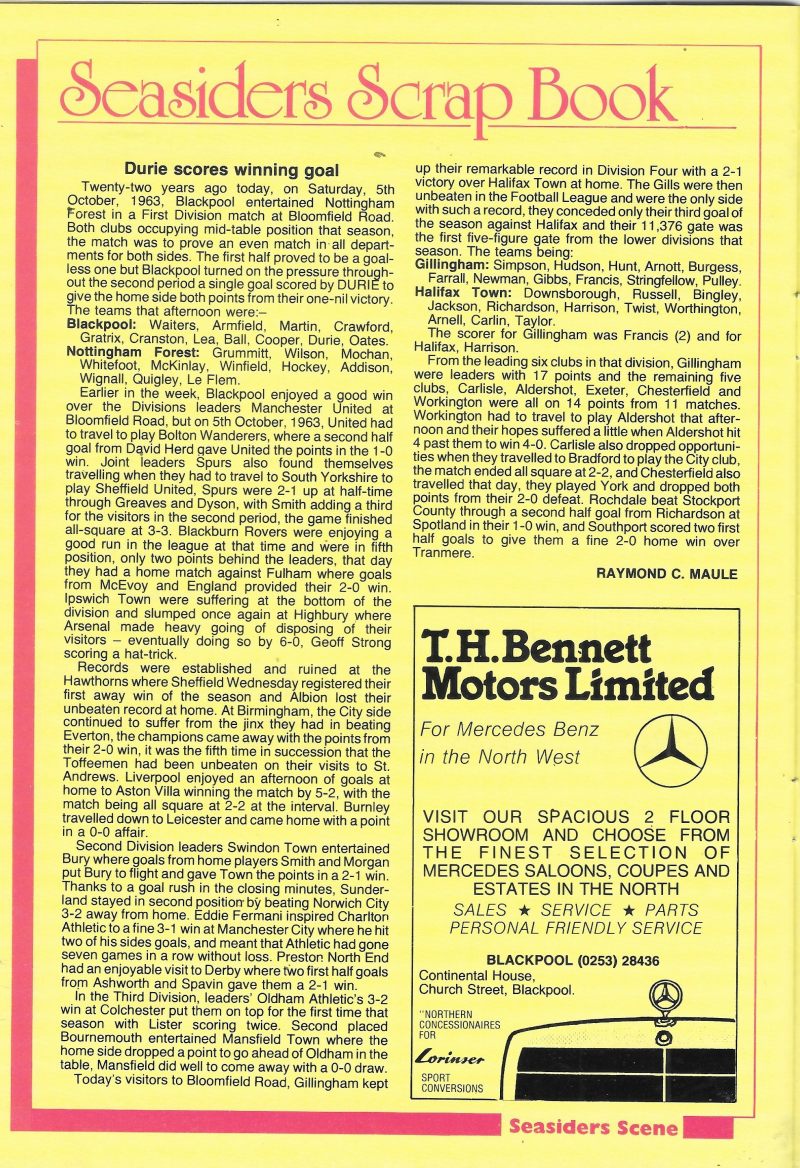 Seasiders Scrap Book
Durie scores winning goal
Twenty-two years ago today, on Saturday, 5th
October, 1963, Blackpool entertained Nottingham
Forest in a First Division match at Bloomfield Road.
Both clubs occupying mid-table position that season,
the match was to prove an even match in all depart-
ments for both sides. The first half proved to be a goal-
less one but Blackpool turned on the pressure through-
out the second period a single goal scored by DURIE to
give the home side both points from their one-nil victory.
The teams that afternoon were:–
Blackpool: Waiters, Armfield, Martin, Crawford,
Gratrix, Cranston, Lea, Ball, Cooper, Durie, Oates.
Nottingham Forest: Grummitt, Wilson, Mochan,
Whitefoot, McKinlay, Winfield, Hockey, Addison,
Wignall, Quigley, Le Flem.
Earlier in the week, Blackpool enjoyed a good win
over the Divisions leaders Manchester United at
Bloomfield Road, but on 5th October, 1963, United had
to travel to play Bolton Wanderers, where a second half
goal from David Herd gave United the points in the 1-0
win. Joint leaders Spurs also found themselves
travelling when they had to travel to South Yorkshire to
play Sheffield United, Spurs were 2-1 up at half-time
through Greaves and Dyson, with Smith adding a third
for the visitors in the second period, the game finished
all-square at 3-3. Blackburn Rovers were enjoying a
good run in the league at that time and were in fifth
position, only two points behind the leaders, that day
they had a home match against Fulham where goals
from McEvoy and England provided their 2-0 win.
Ipswich Town were suffering at the bottom of the
division and slumped once again at Highbury where
Arsenal made heavy going of disposing of their
visitors – eventually doing so by 6-0, Geoff Strong
scoring a hat-trick.
Records were established and ruined at the
Hawthorns where Sheffield Wednesday registered their
first away win of the season and Albion lost their
unbeaten record at home. At Birmingham, the City side
continued to suffer from the jinx they had in beating
Everton, the champions came away with the points from
their 2-0 win, it was the fifth time in succession that the
Toffeemen had been unbeaten on their visits to St.
Andrews. Liverpool enjoyed an afternoon of goals at
home to Aston Villa winning the match by 5-2, with the
match being all square at 2-2 at the interval. Burnley
travelled down to Leicester and came home with a point
in a 0-0 affair.
Second Division leaders Swindon Town entertained
Bury where goals from home players Smith and Morgan
put Bury to flight and gave Town the points in a 2-1 win.
Thanks to a goal rush in the closing minutes, Sunder-
land stayed in second position by beating Norwich City
3-2 away from home. Eddie Fermani inspired Charlton
Athletic to a fine 3-1 win at Manchester City where he hit
two of his sides goals, and meant that Athletic had gone
seven games in a row without loss. Preston North End
had an enjoyable visit to Derby where two first half goals
from Ashworth and Spavin gave them a 2-1 win.
In the Third Division, leaders' Oldham Athletic's 3-2
win at Colchester put them on top for the first time that
season with Lister scoring twice. Second placed
Bournemouth entertained Mansfield Town where the
home side dropped a point to go ahead of Oldham in the
table, Mansfield did well to come away with a 0-0 draw.
Today's visitors to Bloomfield Road, Gillingham kept
up their remarkable record in Division Four with a 2-1
victory over Halifax Town at home. The Gills were then
unbeaten in the Football League and were the only side
with such a record, they conceded only their third goal of
the season against Halifax and their 11,376 gate was
the first five-figure gate from the lower divisions that
season. The teams being:
Gillingham: Simpson, Hudson, Hunt, Arnott, Burgess,
Farrall, Newman, Gibbs, Francis, Stringfellow, Pulley.
Halifax Town: Downsborough, Russell, Bingley,
Jackson, Richardson, Harrison, Twist, Worthington,
Arnell, Carlin, Taylor.
The scorer for Gillingham was Francis (2) and for
Halifax, Harrison.
From the leading six clubs in that division, Gillingham
were leaders with 17 points and the remaining five
clubs, Carlisle, Aldershot, Exeter, Chesterfield and
Workington were all on 14 points from 11 matches.
Workington had to travel to play Aldershot that after-
noon and their hopes suffered a little when Aldershot hit
4 past them to win 4-0. Carlisle also dropped opportuni-
ties when they travelled to Bradford to play the City club,
the match ended all square at 2-2, and Chesterfield also
travelled that day, they played York and dropped both
points from their 2-0 defeat. Rochdale beat Stockport
County through a second half goal from Richardson at
Spotland in their 1-0 win, and Southport scored two first
half goals to give them a fine 2-0 home win over
Tranmere.
RAYMOND C. MAULE
T.H.Bennett
Motors Limited
For Mercedes Benz
in the North West
VISIT OUR SPACIOUS 2 FLOOR
SHOWROOM AND CHOOSE FROM
THE FINEST SELECTION OF
MERCEDES SALOONS, COUPES AND
ESTATES IN THE NORTH
SALES ★ SERVICE ★ PARTS
PERSONAL FRIENDLY SERVICE
BLACKPOOL (0253) 28436
Continental House,
Church Street, Blackpool.
"NORTHERN
CONCESSIONAIRES
FOR
Lorinser
SPORT
CONVERSIONS
Seasiders Scene